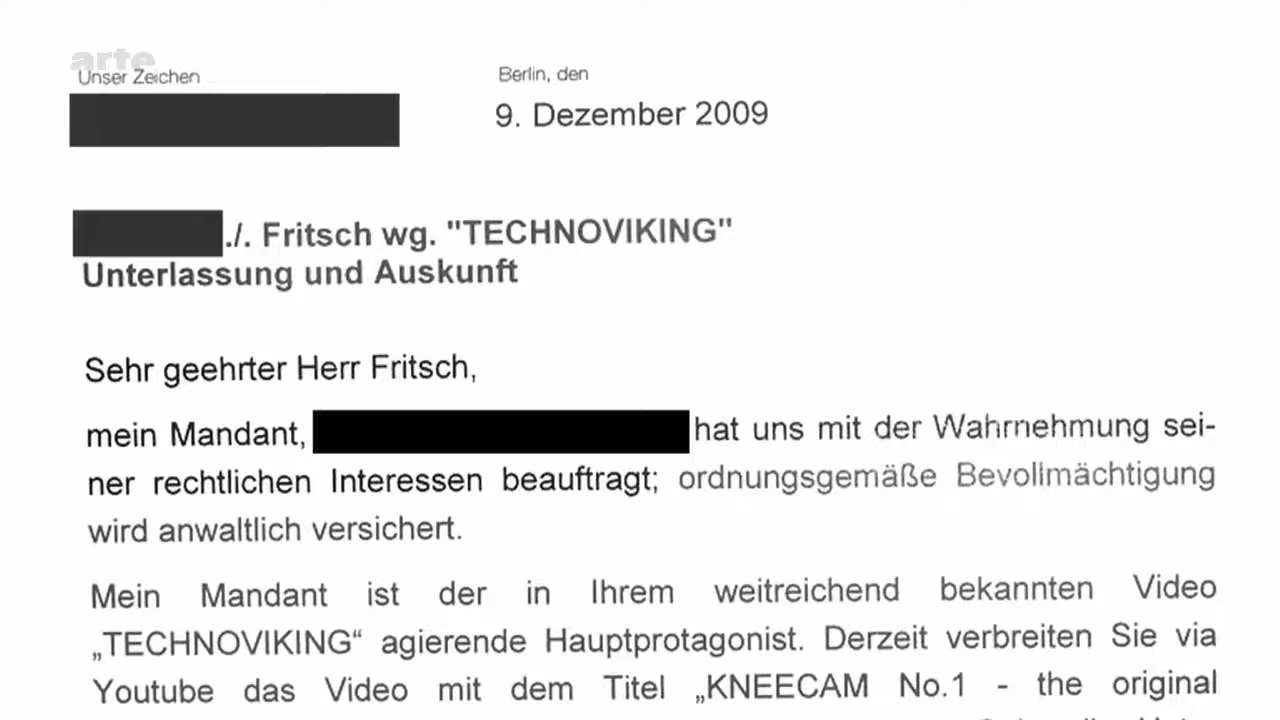 arte
Unser Zeichen
Berlin, den
9. Dezember 2009
./. Fritsch wg. "TECHNOVIKING"
Unterlassung und Auskunft
Sehr geehrter Herr Fritsch,
mein Mandant, hat uns mit der Wahrnehmung sei-
ner rechtlichen Interessen beauftragt; ordnungsgemäße Bevollmächtigung
wird anwaltlich versichert.
Mein Mandant ist der in Ihrem weitreichend bekannten Video
„TECHNOVIKING“ agierende Hauptprotagonist. Derzeit verbreiten Sie via
Youtube das Video mit dem Titel „KNEECAM No.1 - the original